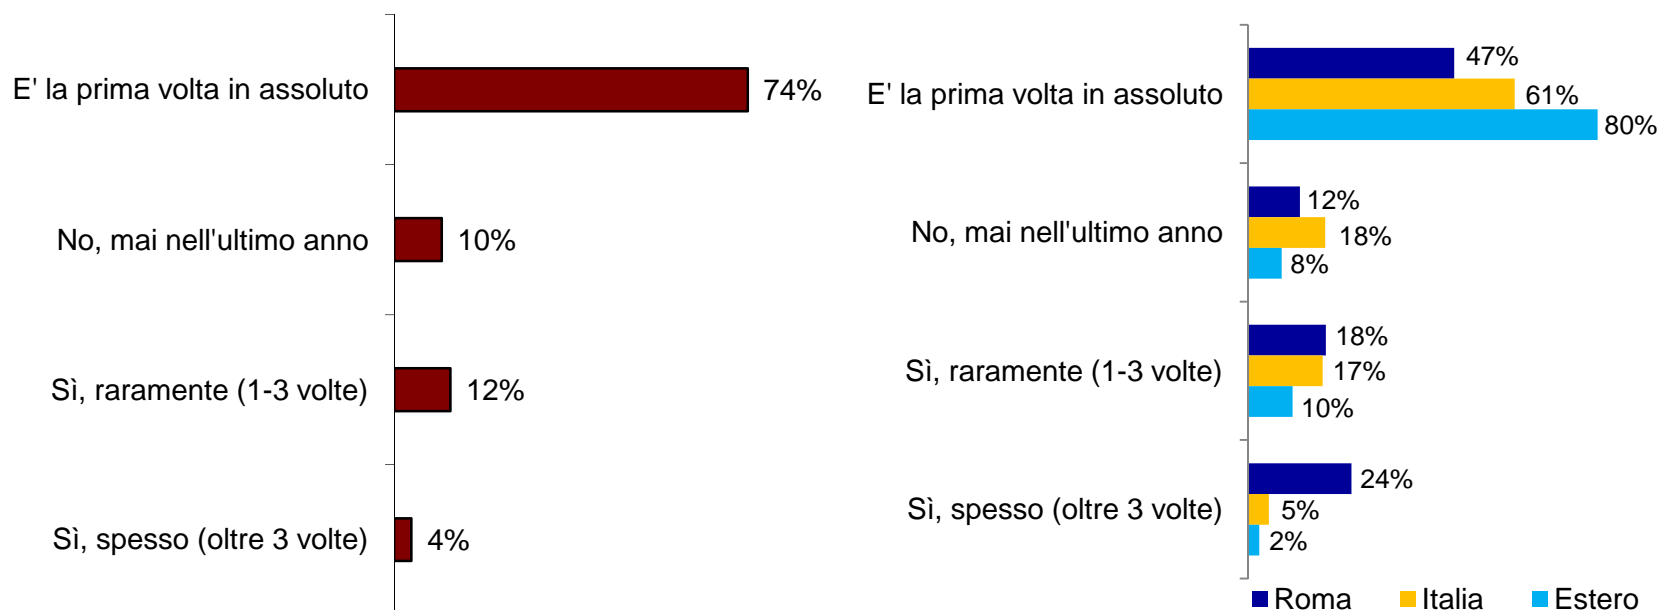 E' la prima volta in assoluto
74%
No, mai nell'ultimo anno
10%
Sì, raramente (1-3 volte)
12%
Sì, spesso (oltre 3 volte)
4%
E' la prima volta in assoluto
47%
61%
80%
No, mai nell'ultimo anno
12%
18%
8%
Sì, raramente (1-3 volte)
18%
17%
10%
Sì, spesso (oltre 3 volte)
24%
5%
2%
Roma Italia Estero